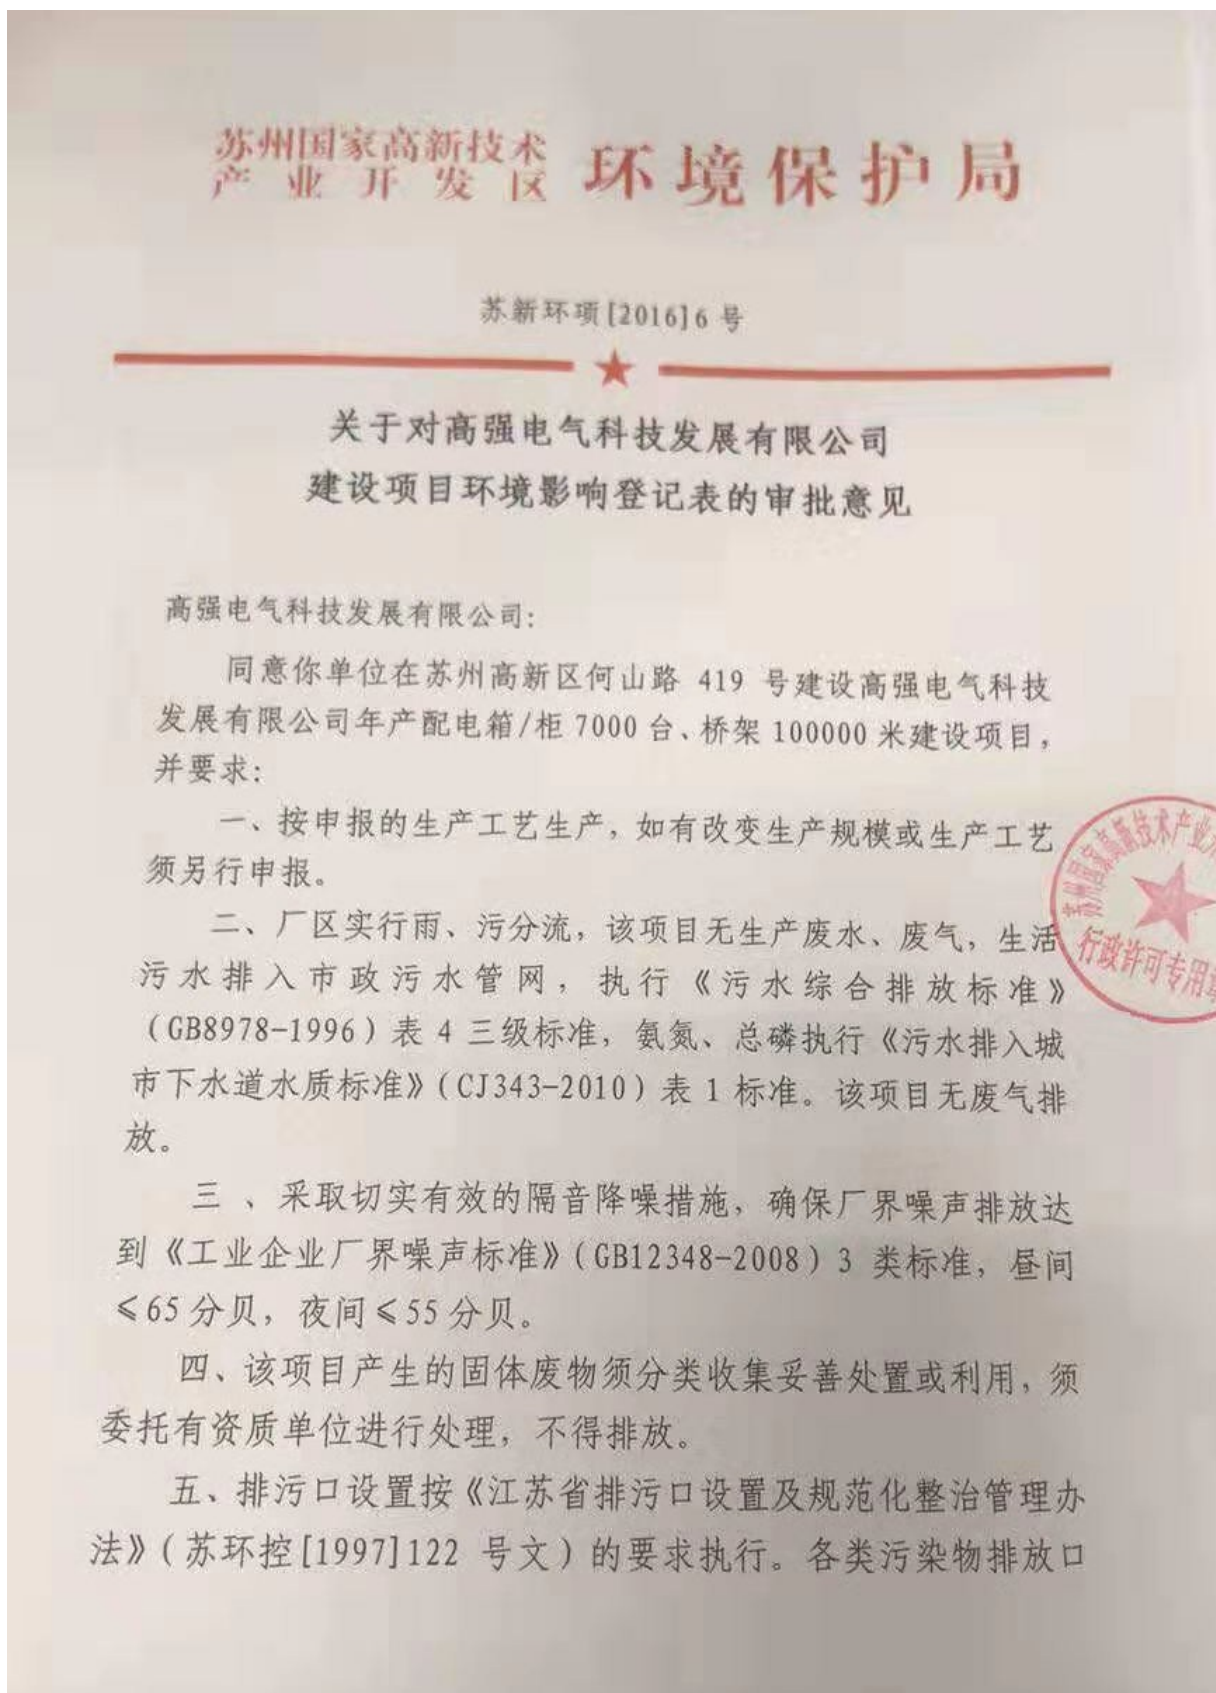 苏州国家高新技术
产业开发区
环境保护局
苏新环项[2016]6号
关于对高强电气科技发展有限公司
建设项目环境影响登记表的审批意见
高强电气科技发展有限公司:
同意你单位在苏州高新区何山路 419 号建设高强电气科技
发展有限公司年产配电箱/柜 7000 台、桥架 100000 米建设项目，
并要求:
一、按申报的生产工艺生产，如有改变生产规模或生产工艺
须另行申报。
二、厂区实行雨、污分流，该项目无生产废水、废气，生活
污水排入市政污水管网，执行《污水综合排放标准》
（GB8978-1996）表 4 三级标准，氨氮、总磷执行《污水排入城
市下水道水质标准》（CJ343-2010）表 1 标准。该项目无废气排
放。
三 、采取切实有效的隔音降噪措施，确保厂界噪声排放达
到《工业企业厂界噪声标准》（GB12348-2008）3 类标准，昼间
≤65 分贝，夜间≤55 分贝。
四、该项目产生的固体废物须分类收集妥善处置或利用，须
委托有资质单位进行处理，不得排放。
五、排污口设置按《江苏省排污口设置及规范化整治管理办
法》（苏环控[1997]122 号文）的要求执行。各类污染物排放口
苏州国家高新技术产业
行政许可专用章